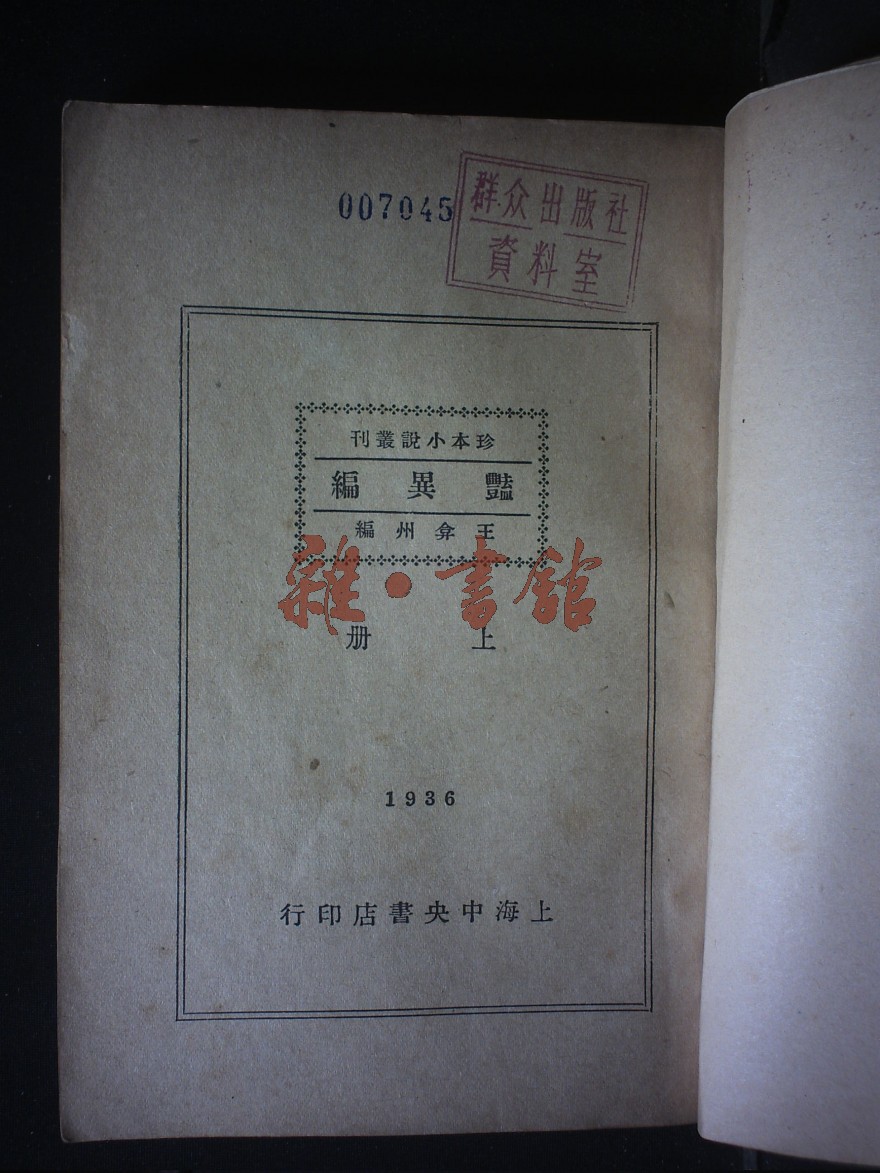 007045
群众出版社
資料室
珍本小說叢刊
豔異編
王弇州編
雜·書館
上册
1936
上海中央書店印行